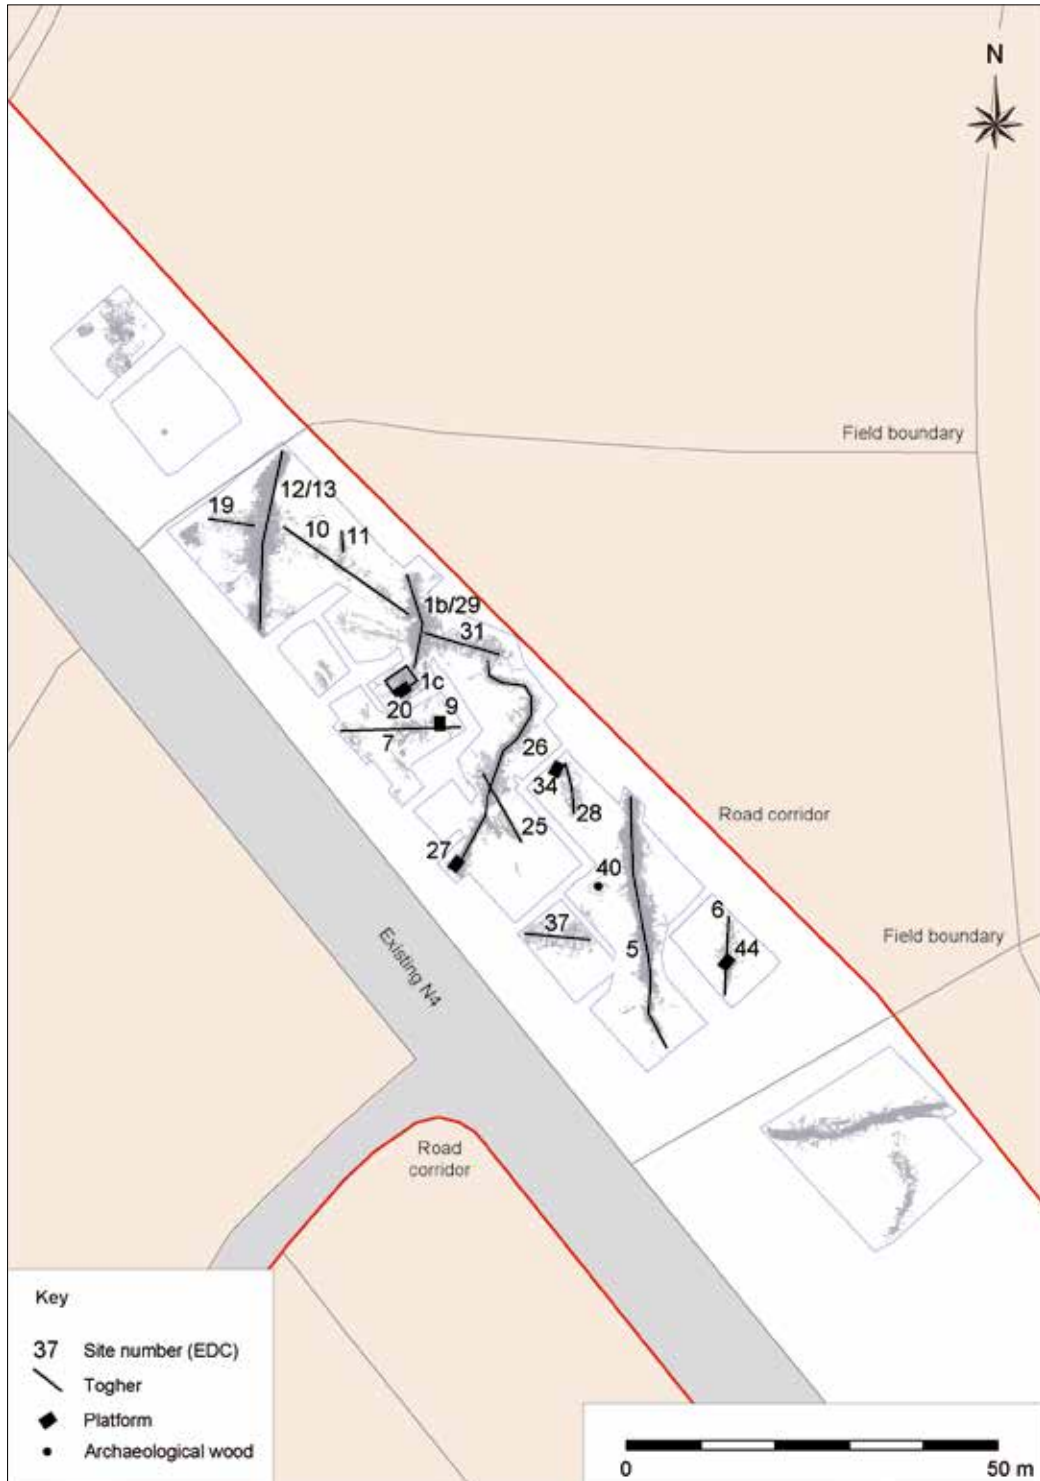 N
Field boundary
12/13
19
10
11
1b/29
31
1c
20
9
7
26
34
28
25
27
40
Road corridor
37
5
6
44
Field boundary
Existing N4
Road
corridor
Key
37 Site number (EDC)
Togher
Platform
Archaeological wood
0 50 m